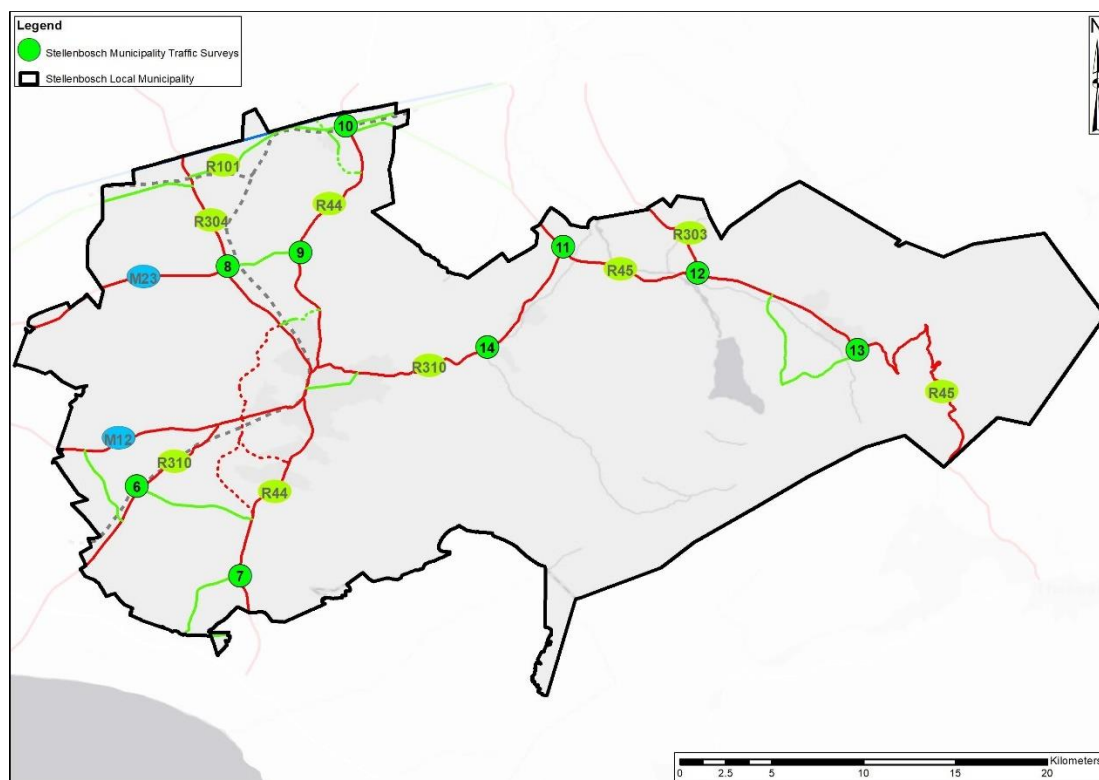 Legend
Stellenbosch Municipality Traffic Surveys
Stellenbosch Local Municipality
N
10
R101
R44
R304
R303
11
9
8
R45
12
M23
14
13
R310
R45
M12
R310
6
R44
7
Kilometers
0 2.5 5 10 15 20